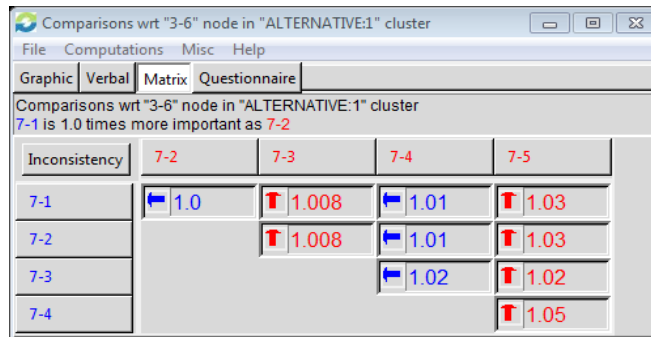 Comparisons wrt "3-6" node in "ALTERNATIVE:1" cluster
File Computations Misc Help
Graphic Verbal Matrix Questionnaire
Comparisons wrt "3-6" node in "ALTERNATIVE:1" cluster
7-1 is 1.0 times more important as 7-2
Inconsistency 7-2 7-3 7-4 7-5
7-1 1.0 1.008 1.01 1.03
7-2 1.008 1.01 1.03
7-3 1.02 1.02
7-4 1.05